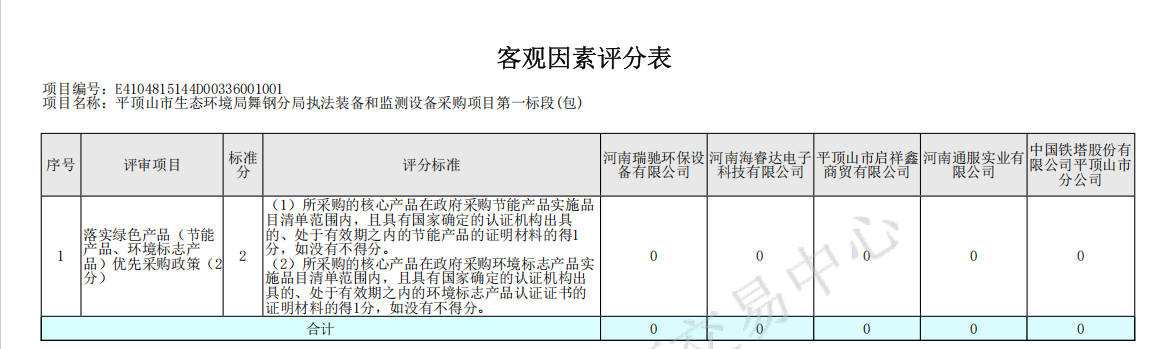 客观因素评分表
项目编号：E4104815144D00336001001
项目名称：平顶山市生态环境局舞钢分局执法装备和监测设备采购项目第一标段(包)
序号
评审项目
标准
分
评分标准
河南瑞驰环保设
备有限公司
河南海睿达电子
科技有限公司
平顶山市启祥鑫
商贸有限公司
河南通服实业有
限公司
中国铁塔股份有
限公司平顶山市
分公司
1
落实绿色产品（节能
产品、环境标志产
品）优先采购政策（2
分）
2
（1）所采购的核心产品在政府采购节能产品实施品
目清单范围内，且具有国家确定的认证机构出具
的、处于有效期之内的节能产品的证明材料的得1
分，如没有不得分。
（2）所采购的核心产品在政府采购环境标志产品实
施品目清单范围内，且具有国家确定的认证机构出
具的、处于有效期之内的环境标志产品认证证书的
证明材料的得1分，如没有不得分。
0
0
0
0
0
合计
0
0
0
0
0
交易中心